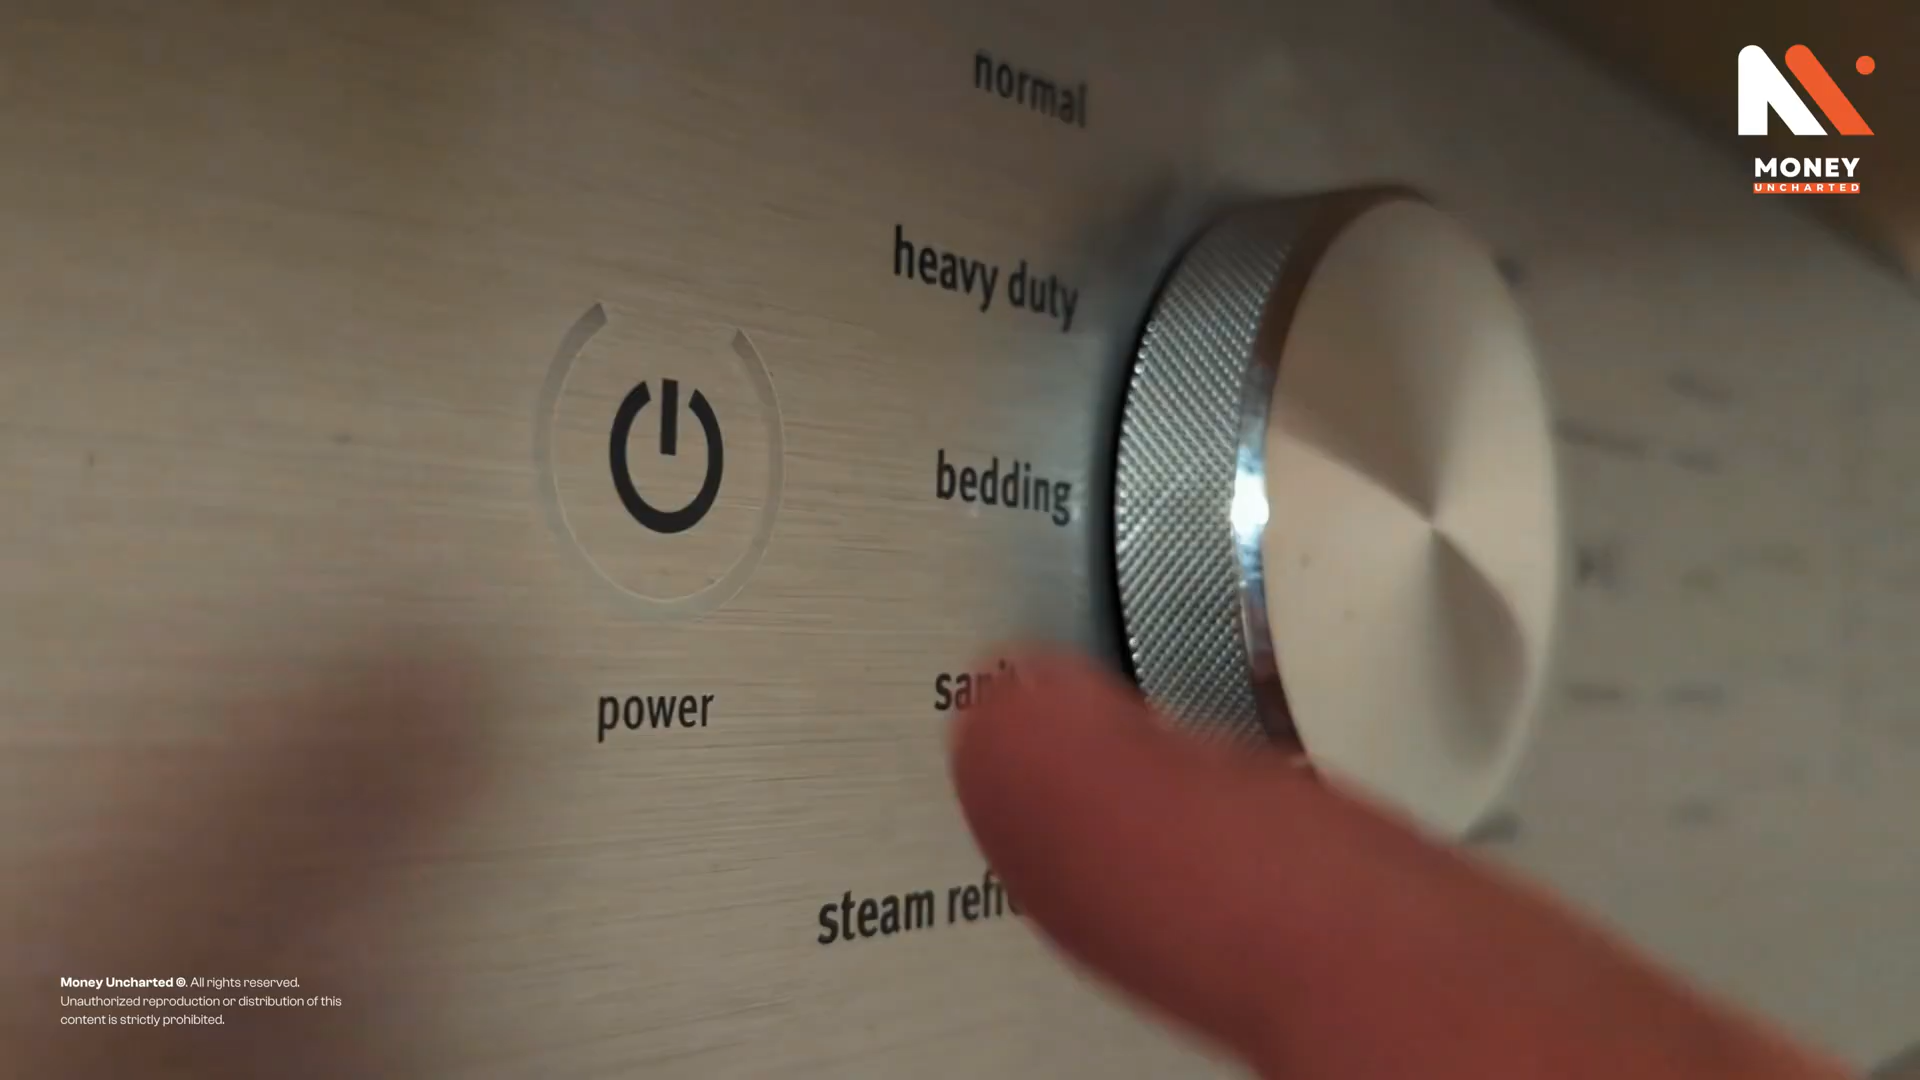 normal
heavy duty
bedding
power
steam
MONEY
UNCHARTED
Money Uncharted ©. All rights reserved.
Unauthorized reproduction or distribution of this
content is strictly prohibited.